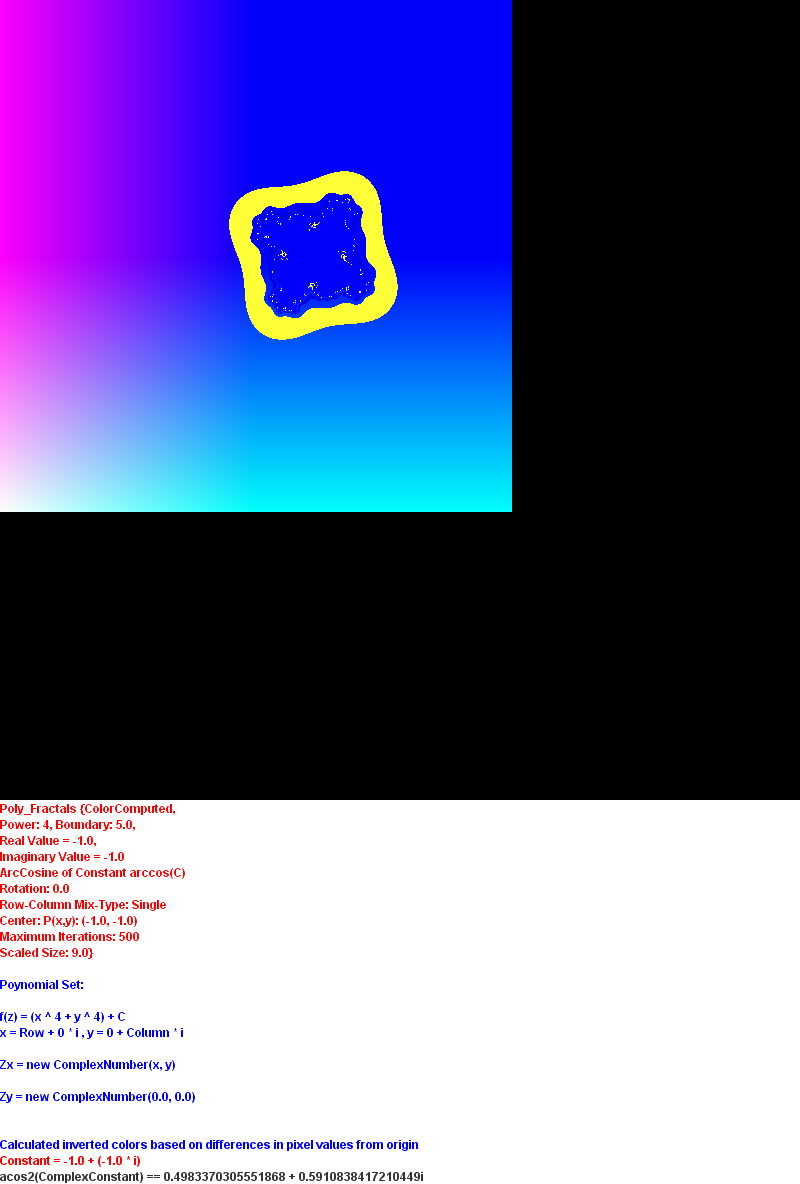 Poly_Fractals {ColorComputed,
Power: 4, Boundary: 5.0,
Real Value = -1.0,
Imaginary Value = -1.0
ArcCosine of Constant arccos(C)
Rotation: 0.0
Row-Column Mix-Type: Single
Center: P(x,y): (-1.0, -1.0)
Maximum Iterations: 500
Scaled Size: 9.0}
Poynomial Set:
f(z) = (x ^ 4 + y ^ 4) + C
x = Row + 0 * i , y = 0 + Column * i
Zx = new ComplexNumber(x, y)
Zy = new ComplexNumber(0.0, 0.0)
Calculated inverted colors based on differences in pixel values from origin
Constant = -1.0 + (-1.0 * i)
acos2(ComplexConstant) == 0.4983370305551868 + 0.5910838417210449i